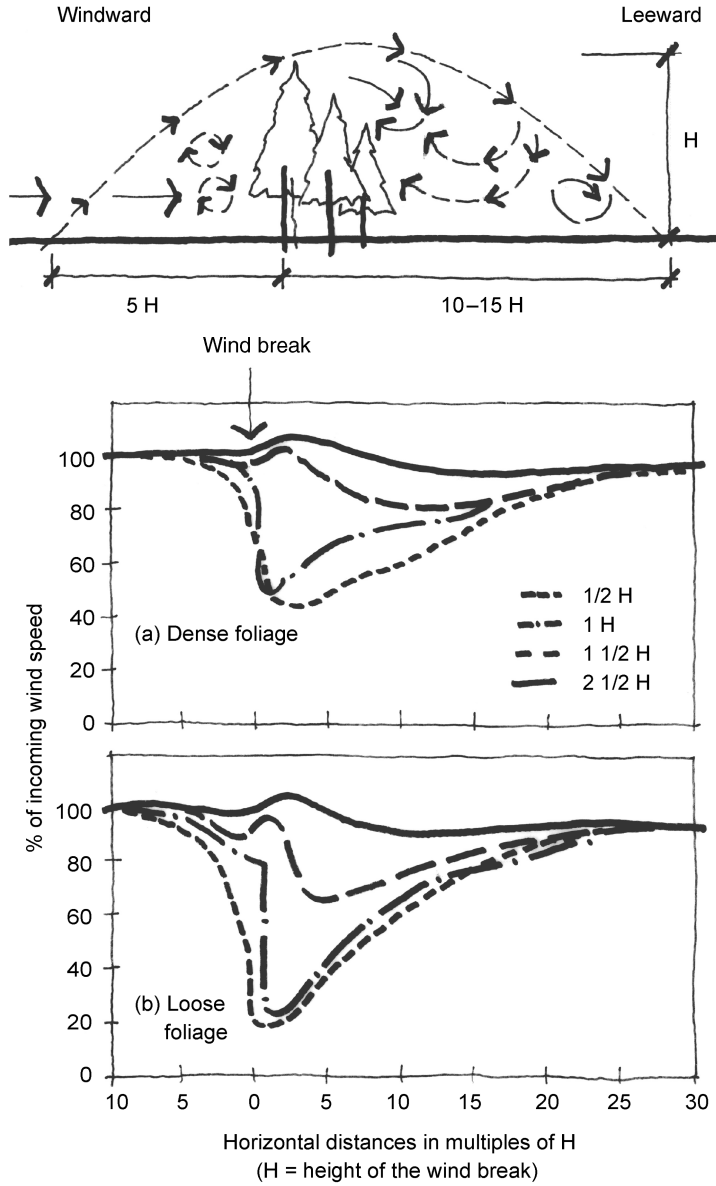 Windward
Leeward
H
5 H
10–15 H
Wind break
100
80
60
40
20
0
(a) Dense foliage
1/2 H
1 H
1 1/2 H
2 1/2 H
% of incoming wind speed
100
80
60
40
20
0
(b) Loose
foliage
10 5 0 5 10 15 20 25 30
Horizontal distances in multiples of H
(H = height of the wind break)